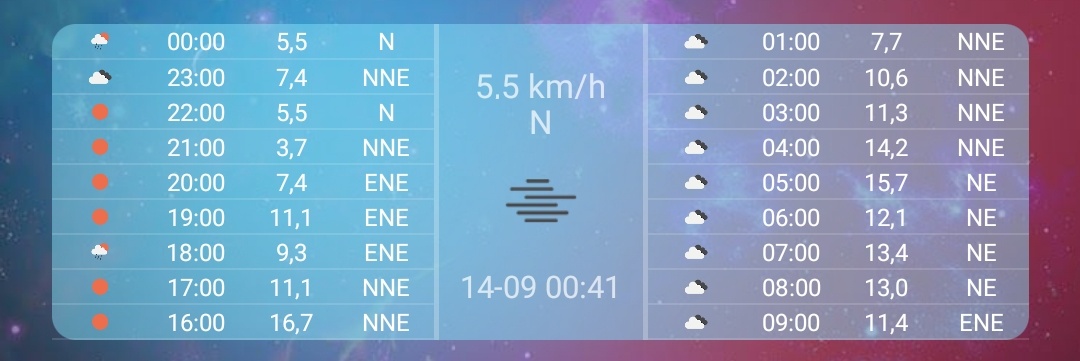 00:00 5,5 N
23:00 7,4 NNE
22:00 5,5 N
21:00 3,7 NNE
20:00 7,4 ENE
19:00 11,1 ENE
18:00 9,3 ENE
17:00 11,1 NNE
16:00 16,7 NNE
5.5 km/h
N
14-09 00:41
01:00 7,7 NNE
02:00 10,6 NNE
03:00 11,3 NNE
04:00 14,2 NNE
05:00 15,7 NE
06:00 12,1 NE
07:00 13,4 NE
08:00 13,0 NE
09:00 11,4 ENE